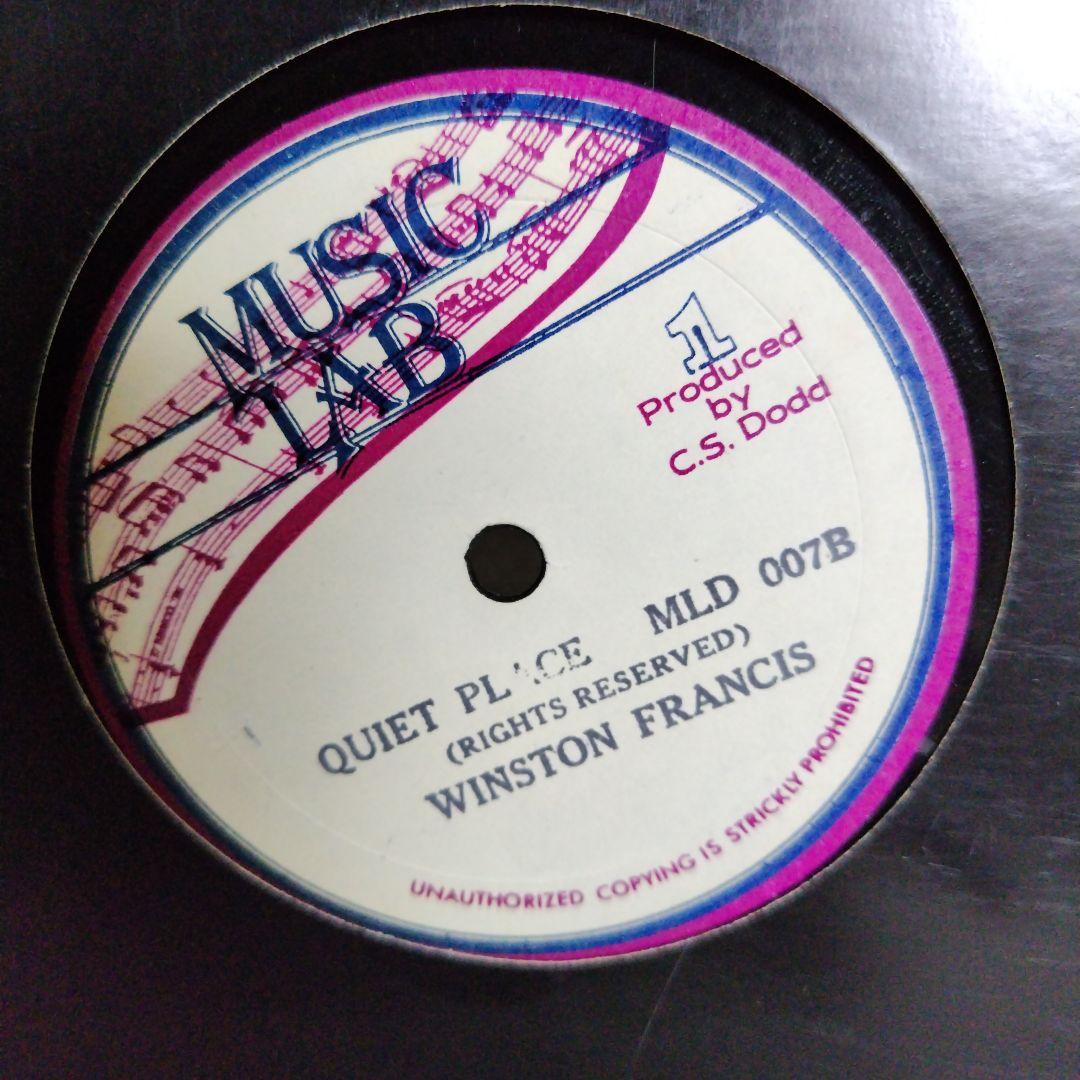 MUSIC
LAB
1
Produced
by
C.S. Dodd
QUIET PLACE MLD 007B
(RIGHTS RESERVED)
WINSTON FRANCIS
UNAUTHORIZED COPYING IS STRICKLY PROHIBITED